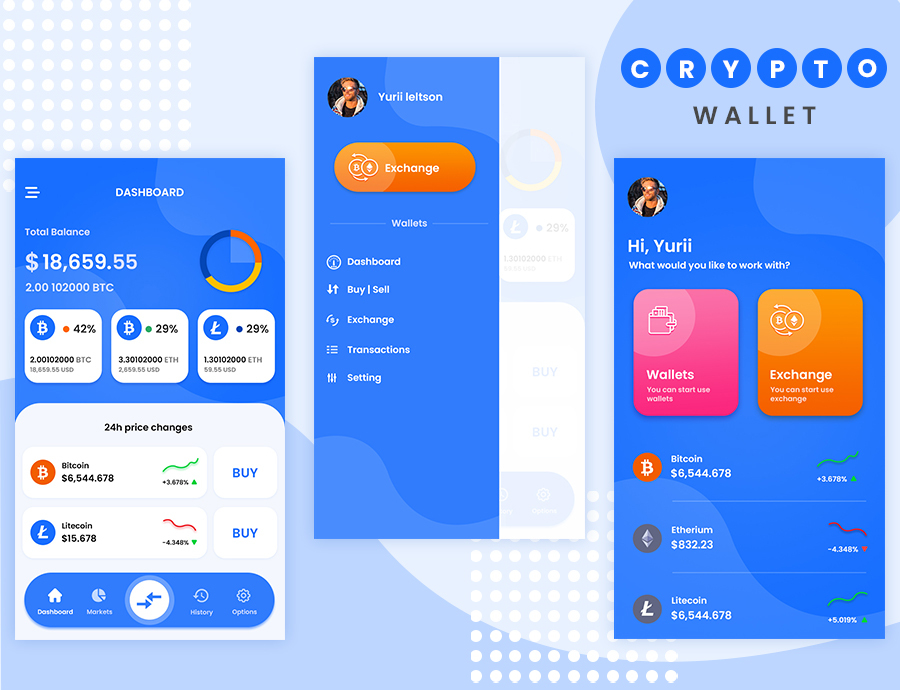 CRYPTO
WALLET
DASHBOARD
Total Balance
$18,659.55
2.00 102000 BTC
42%
2.00102000 BTC
18,659.55 USD
29%
3.30102000 ETH
2,859.55 USD
29%
1.30102000 ETH
59.55 USD
24h price changes
Bitcoin
$6,544.678
+3.678%
BUY
Litecoin
$15.678
-4.348%
BUY
Dashboard
Markets
History
Options
Yurii Ieltson
Exchange
Wallets
Dashboard
Buy | Sell
Exchange
Transactions
Setting
29%
1.30102000 ETH
59.55 USD
BUY
BUY
Options
Hi, Yurii
What would you like to work with?
Wallets
You can start use
wallets
Exchange
You can start use
exchange
Bitcoin
$6,544.678
+3.678%
Etherium
$832.23
-4.348%
Litecoin
$6,544.678
+5.019%